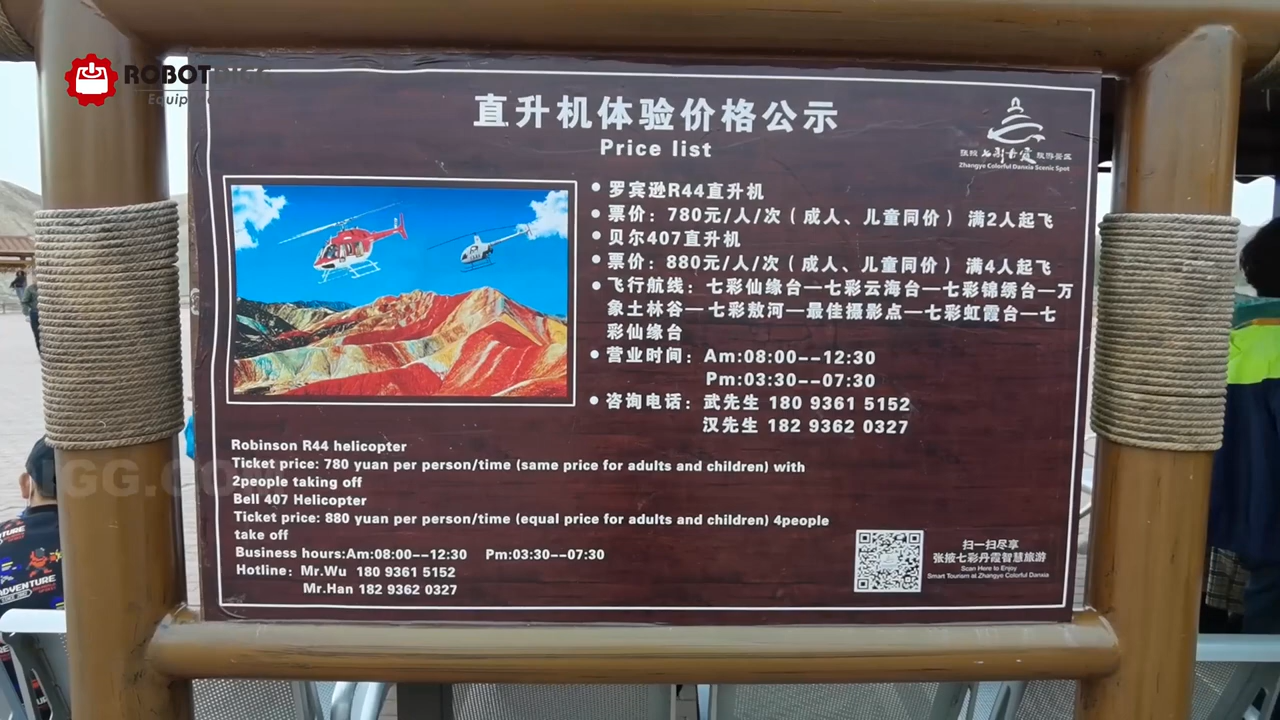 ROBOTDIGG
直升机体验价格公示
Price list
Zhangye Colorful Danxia Scenic Spot
● 罗宾逊R44直升机
● 票价：780元/人/次（成人、儿童同价） 满2人起飞
● 贝尔407直升机
● 票价：880元/人/次（成人、儿童同价） 满4人起飞
● 飞行航线：七彩仙缘台—七彩云海台—七彩锦绣台—万
象土林谷—七彩敖河—最佳摄影点—七彩虹霞台—七
彩仙缘台
● 营业时间：Am:08:00--12:30
Pm:03:30--07:30
● 咨询电话：武先生 180 9361 5152
汉先生 182 9362 0327
Robinson R44 helicopter
Ticket price: 780 yuan per person/time (same price for adults and children) with
2people taking off
Bell 407 Helicopter
Ticket price: 880 yuan per person/time (equal price for adults and children) 4people
take off
Business hours:Am:08:00--12:30 Pm:03:30--07:30
Hotline：Mr.Wu 180 9361 5152
Mr.Han 182 9362 0327
扫一扫尽享
张掖七彩丹霞智慧旅游
Scan Here to Enjoy
Smart Tourism at Zhangye Colorful Danxia
IGG.CO
ADVENTURE